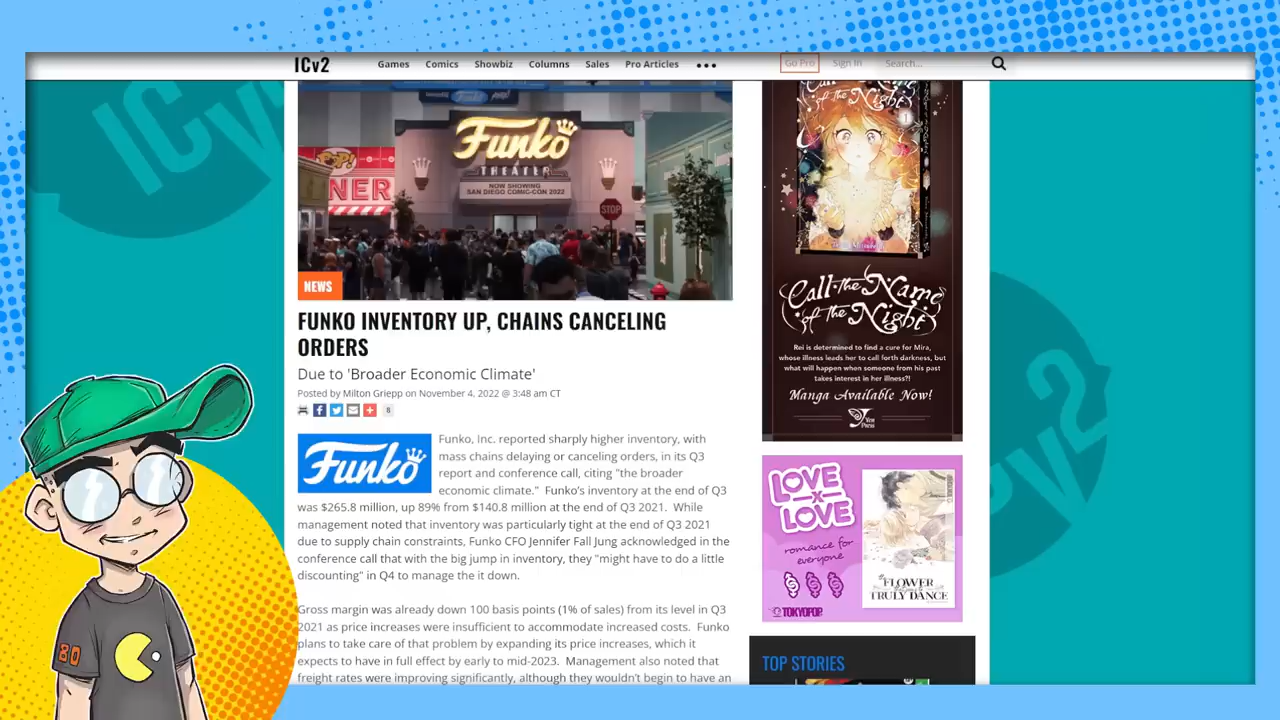 ICv2
Games Comics Showbiz Columns Sales Pro Articles •••
Go Pro Sign In Search...
Funko
THEATER
NOW SHOWING
SAN DIEGO COMIC-CON 2022
POP!
NER
STOP
NEWS
FUNKO INVENTORY UP, CHAINS CANCELING
ORDERS
Due to 'Broader Economic Climate'
Posted by Milton Griepp on November 4, 2022 @ 3:48 am CT
8
Funko
Funko, Inc. reported sharply higher inventory, with
mass chains delaying or canceling orders, in its Q3
report and conference call, citing "the broader
economic climate." Funko's inventory at the end of Q3
was $265.8 million, up 89% from $140.8 million at the end of Q3 2021. While
management noted that inventory was particularly tight at the end of Q3 2021
due to supply chain constraints, Funko CFO Jennifer Fall Jung acknowledged in the
conference call that with the big jump in inventory, they "might have to do a little
discounting" in Q4 to manage the it down.
Gross margin was already down 100 basis points (1% of sales) from its level in Q3
2021 as price increases were insufficient to accommodate increased costs. Funko
plans to take care of that problem by expanding its price increases, which it
expects to have in full effect by early to mid-2023. Management also noted that
freight rates were improving significantly, although they wouldn't begin to have an
Call the Name
of the Night
1
Call the Name
of the Night
Rei is determined to find a cure for Mira,
whose illness leads her to call forth darkness, but
what will happen when someone from his past
takes interest in her illness?!
Manga Available Now!
Yen
Press
LOVE
X
LOVE
romance for
everyone
TOKYOPOP
FLOWER
TRULY DANCE
TOP STORIES
ICv2
80